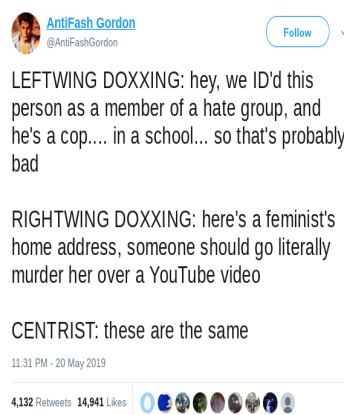 AntiFash Gordon
@AntiFashGordon
Follow
LEFTWING DOXXING: hey, we ID'd this
person as a member of a hate group, and
he's a cop.... in a school... so that's probably
bad
RIGHTWING DOXXING: here's a feminist's
home address, someone should go literally
murder her over a YouTube video
CENTRIST: these are the same
11:31 PM - 20 May 2019
4,132 Retweets 14,941 Likes